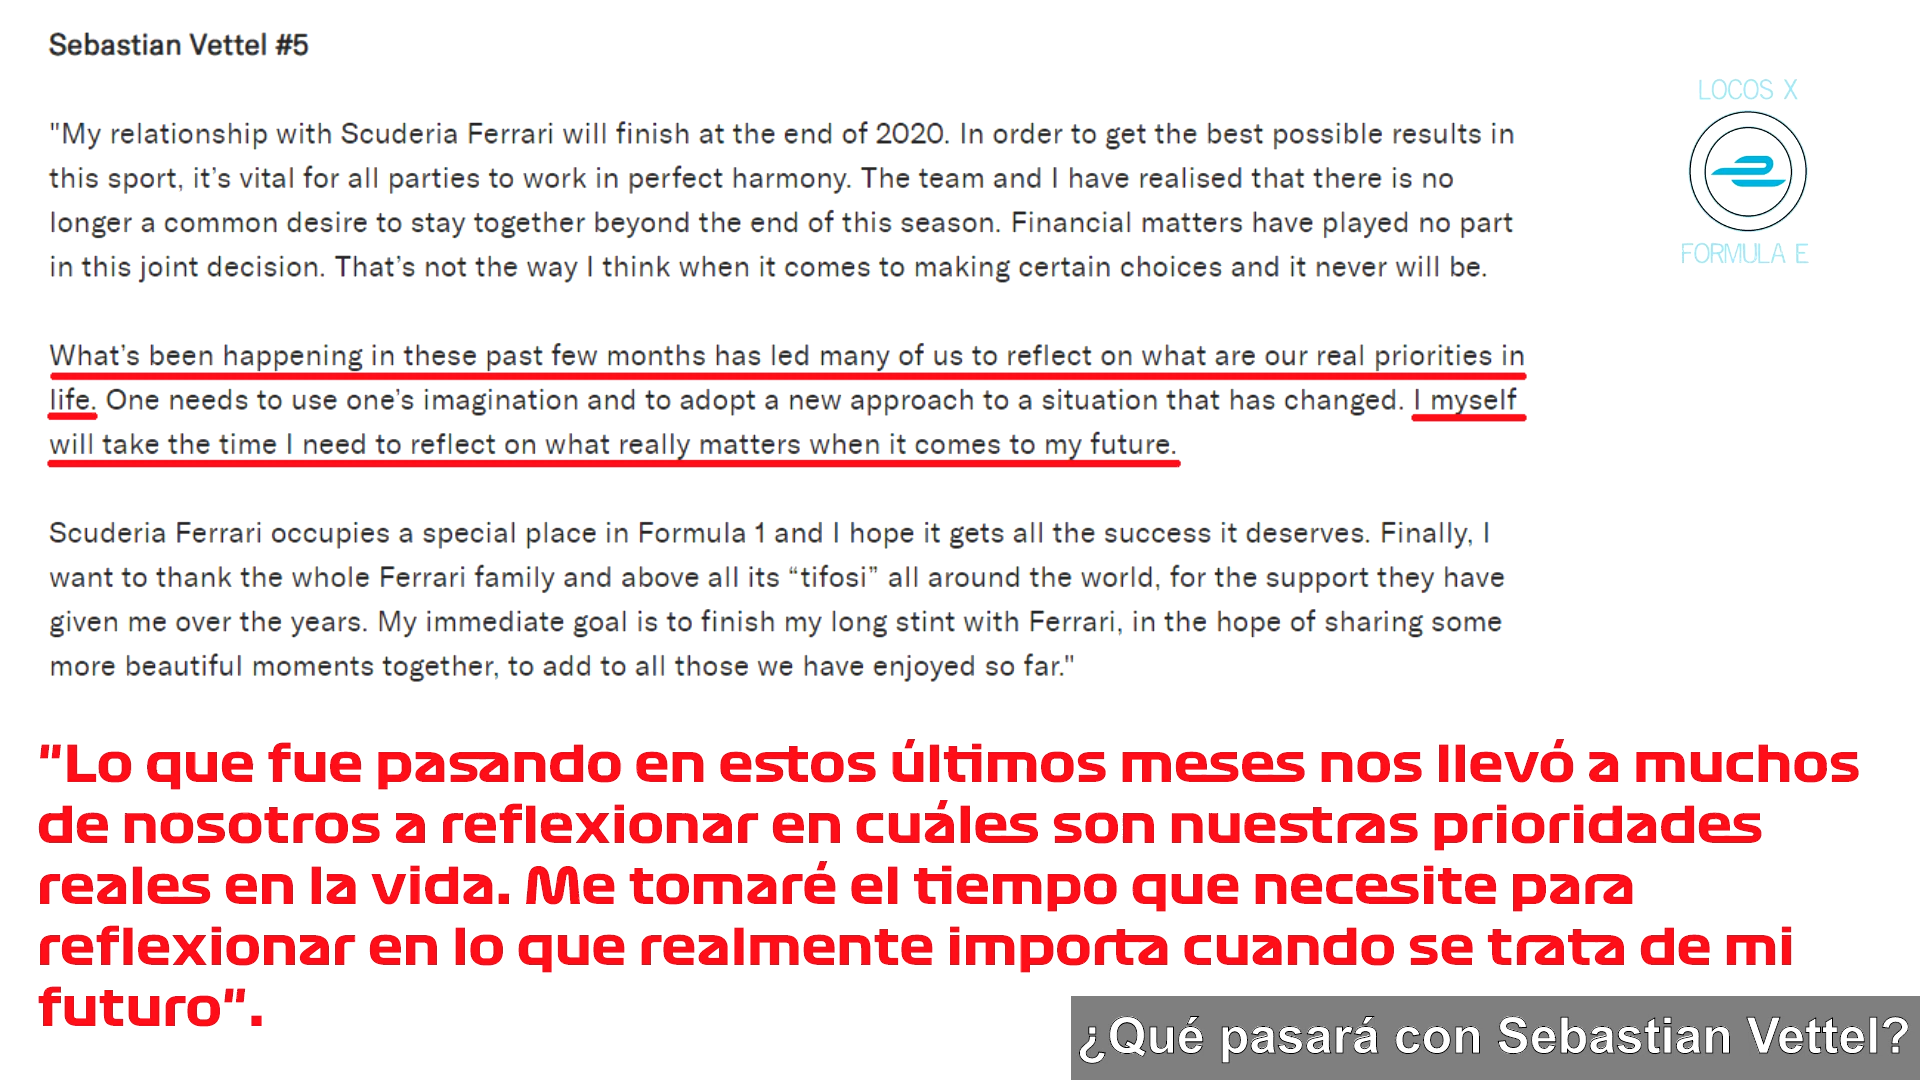 Sebastian Vettel #5
LOCOS X
FORMULA E
"My relationship with Scuderia Ferrari will finish at the end of 2020. In order to get the best possible results in
this sport, it’s vital for all parties to work in perfect harmony. The team and I have realised that there is no
longer a common desire to stay together beyond the end of this season. Financial matters have played no part
in this joint decision. That’s not the way I think when it comes to making certain choices and it never will be.
What’s been happening in these past few months has led many of us to reflect on what are our real priorities in
life. One needs to use one’s imagination and to adopt a new approach to a situation that has changed. I myself
will take the time I need to reflect on what really matters when it comes to my future.
Scuderia Ferrari occupies a special place in Formula 1 and I hope it gets all the success it deserves. Finally, I
want to thank the whole Ferrari family and above all its “tifosi” all around the world, for the support they have
given me over the years. My immediate goal is to finish my long stint with Ferrari, in the hope of sharing some
more beautiful moments together, to add to all those we have enjoyed so far."
"Lo que fue pasando en estos últimos meses nos llevó a muchos
de nosotros a reflexionar en cuáles son nuestras prioridades
reales en la vida. Me tomaré el tiempo que necesite para
reflexionar en lo que realmente importa cuando se trata de mi
futuro".
¿Qué pasará con Sebastian Vettel?